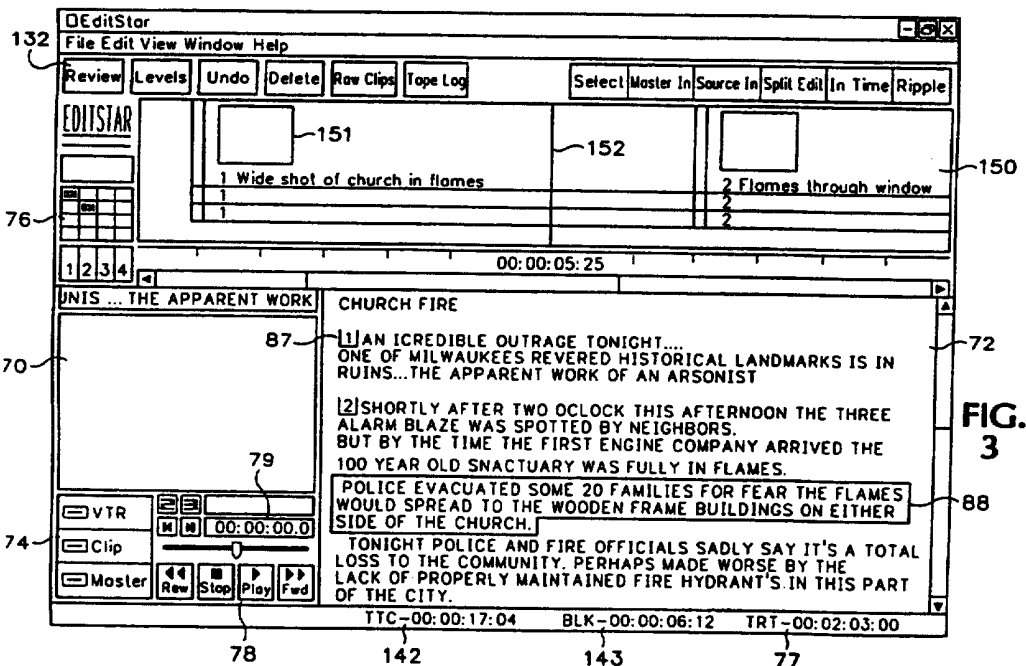 EditStar
132
File Edit View Window Help
Review Levels Undo Delete Raw Clips Tape Log Select Master In Source In Split Edit In Time Ripple
EDITSTAR
151
152
150
1 Wide shot of church in flames
2 Flames through window
1
2
1
2
76
00:00:05:25
1 2 3 4
UNIS ... THE APPARENT WORK
CHURCH FIRE
87
1 AN ICREDIBLE OUTRAGE TONIGHT....
72
ONE OF MILWAUKEES REVERED HISTORICAL LANDMARKS IS IN
RUINS...THE APPARENT WORK OF AN ARSONIST
70
2 SHORTLY AFTER TWO OCLOCK THIS AFTERNOON THE THREE
ALARM BLAZE WAS SPOTTED BY NEIGHBORS.
BUT BY THE TIME THE FIRST ENGINE COMPANY ARRIVED THE
100 YEAR OLD SNACTUARY WAS FULLY IN FLAMES.
FIG.
3
79
POLICE EVACUATED SOME 20 FAMILIES FOR FEAR THE FLAMES
WOULD SPREAD TO THE WOODEN FRAME BUILDINGS ON EITHER
SIDE OF THE CHURCH.
88
TONIGHT POLICE AND FIRE OFFICIALS SADLY SAY IT'S A TOTAL
LOSS TO THE COMMUNITY. PERHAPS MADE WORSE BY THE
LACK OF PROPERLY MAINTAINED FIRE HYDRANT'S.IN THIS PART
OF THE CITY.
VTR
00:00:00.0
74
Clip
Master
Rew Stop Play Fwd
TTC-00:00:17:04 BLK-00:00:06:12 TRT-00:02:03:00
78
142
143
77